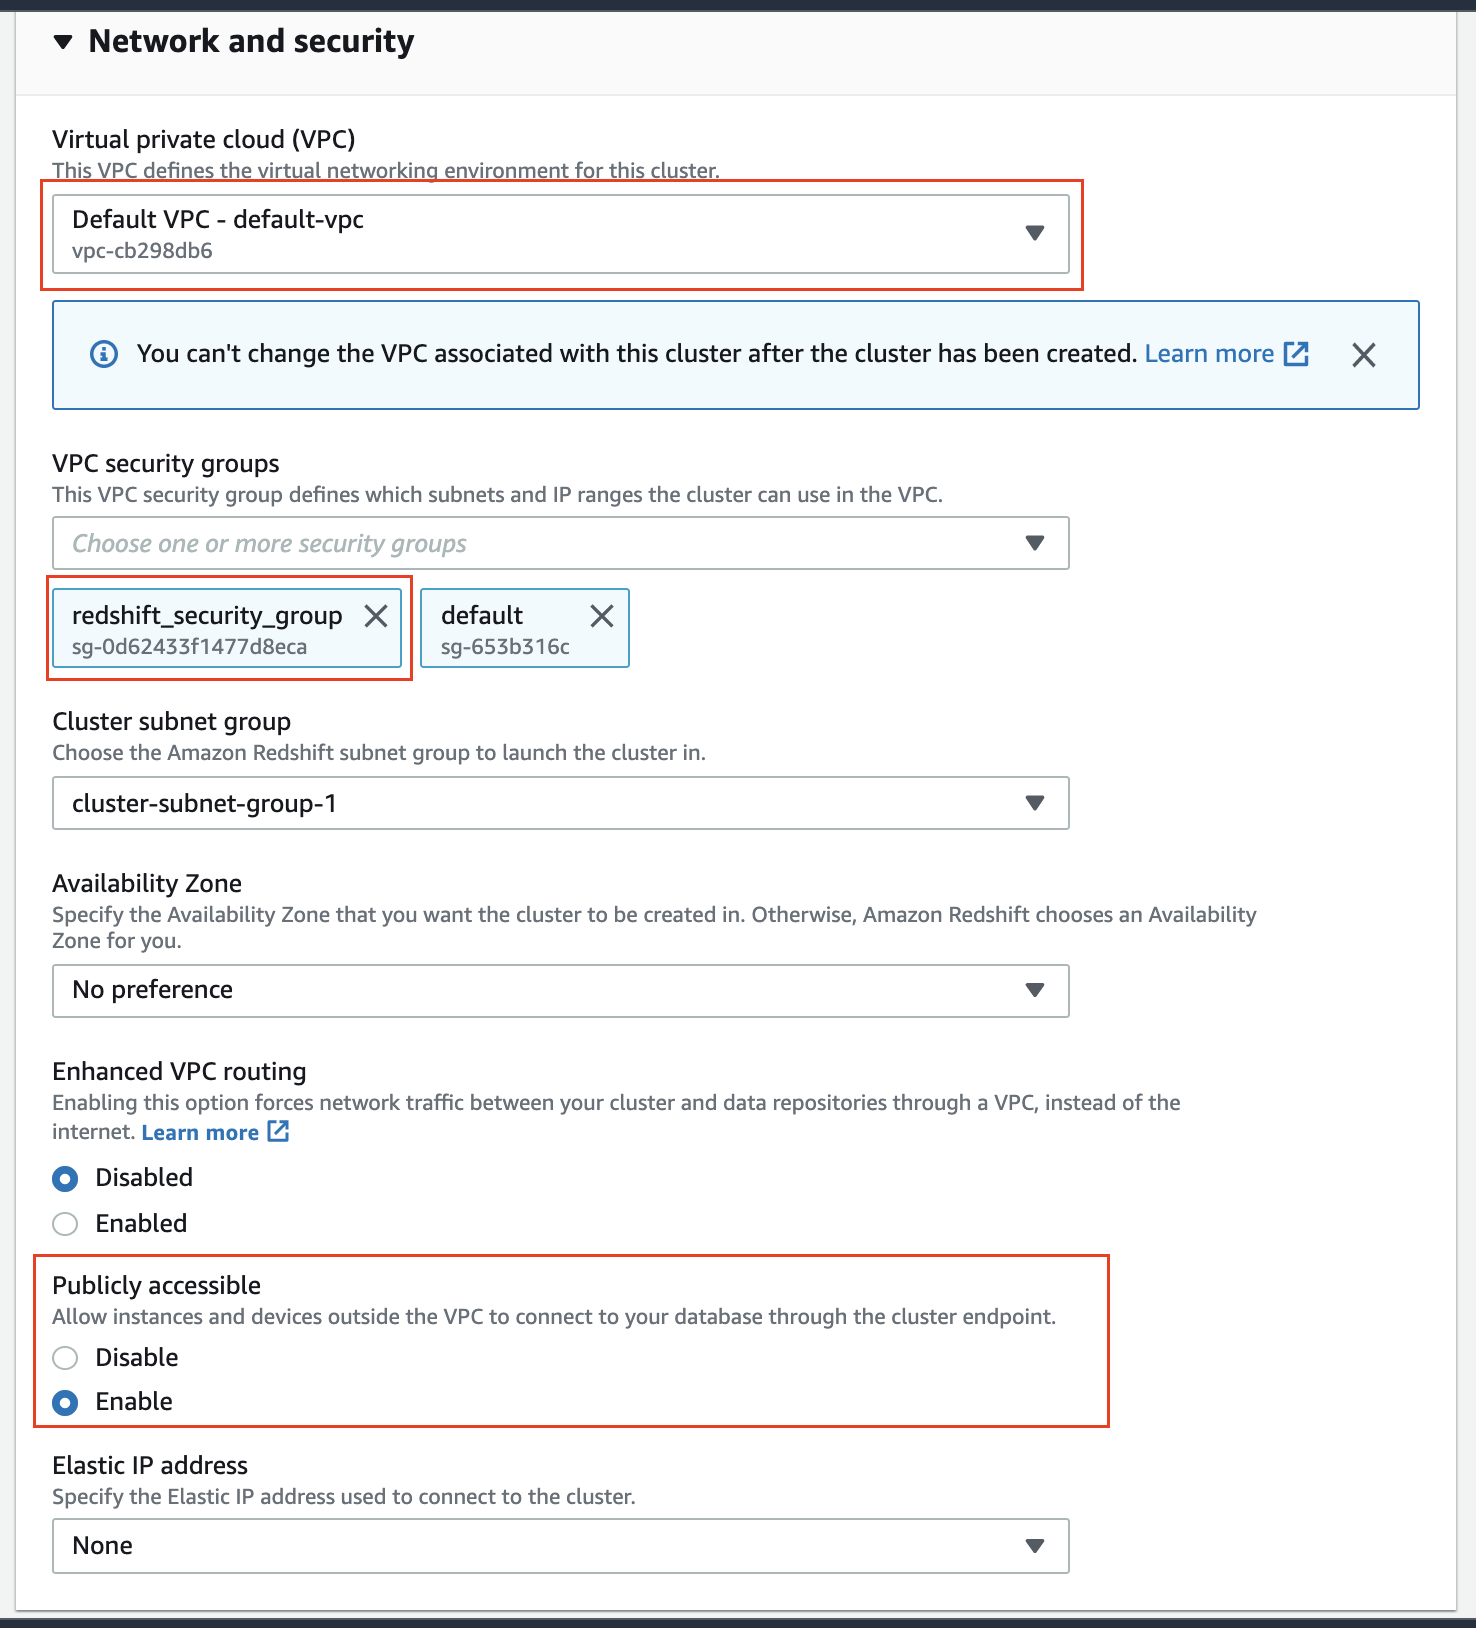 Network and security
Virtual private cloud (VPC)
This VPC defines the virtual networking environment for this cluster.
Default VPC - default-vpc
vpc-cb298db6
You can't change the VPC associated with this cluster after the cluster has been created. Learn more
VPC security groups
This VPC security group defines which subnets and IP ranges the cluster can use in the VPC.
Choose one or more security groups
redshift_security_group
sg-0d62433f1477d8eca
default
sg-653b316c
Cluster subnet group
Choose the Amazon Redshift subnet group to launch the cluster in.
cluster-subnet-group-1
Availability Zone
Specify the Availability Zone that you want the cluster to be created in. Otherwise, Amazon Redshift chooses an Availability
Zone for you.
No preference
Enhanced VPC routing
Enabling this option forces network traffic between your cluster and data repositories through a VPC, instead of the
internet. Learn more
Disabled
Enabled
Publicly accessible
Allow instances and devices outside the VPC to connect to your database through the cluster endpoint.
Disable
Enable
Elastic IP address
Specify the Elastic IP address used to connect to the cluster.
None